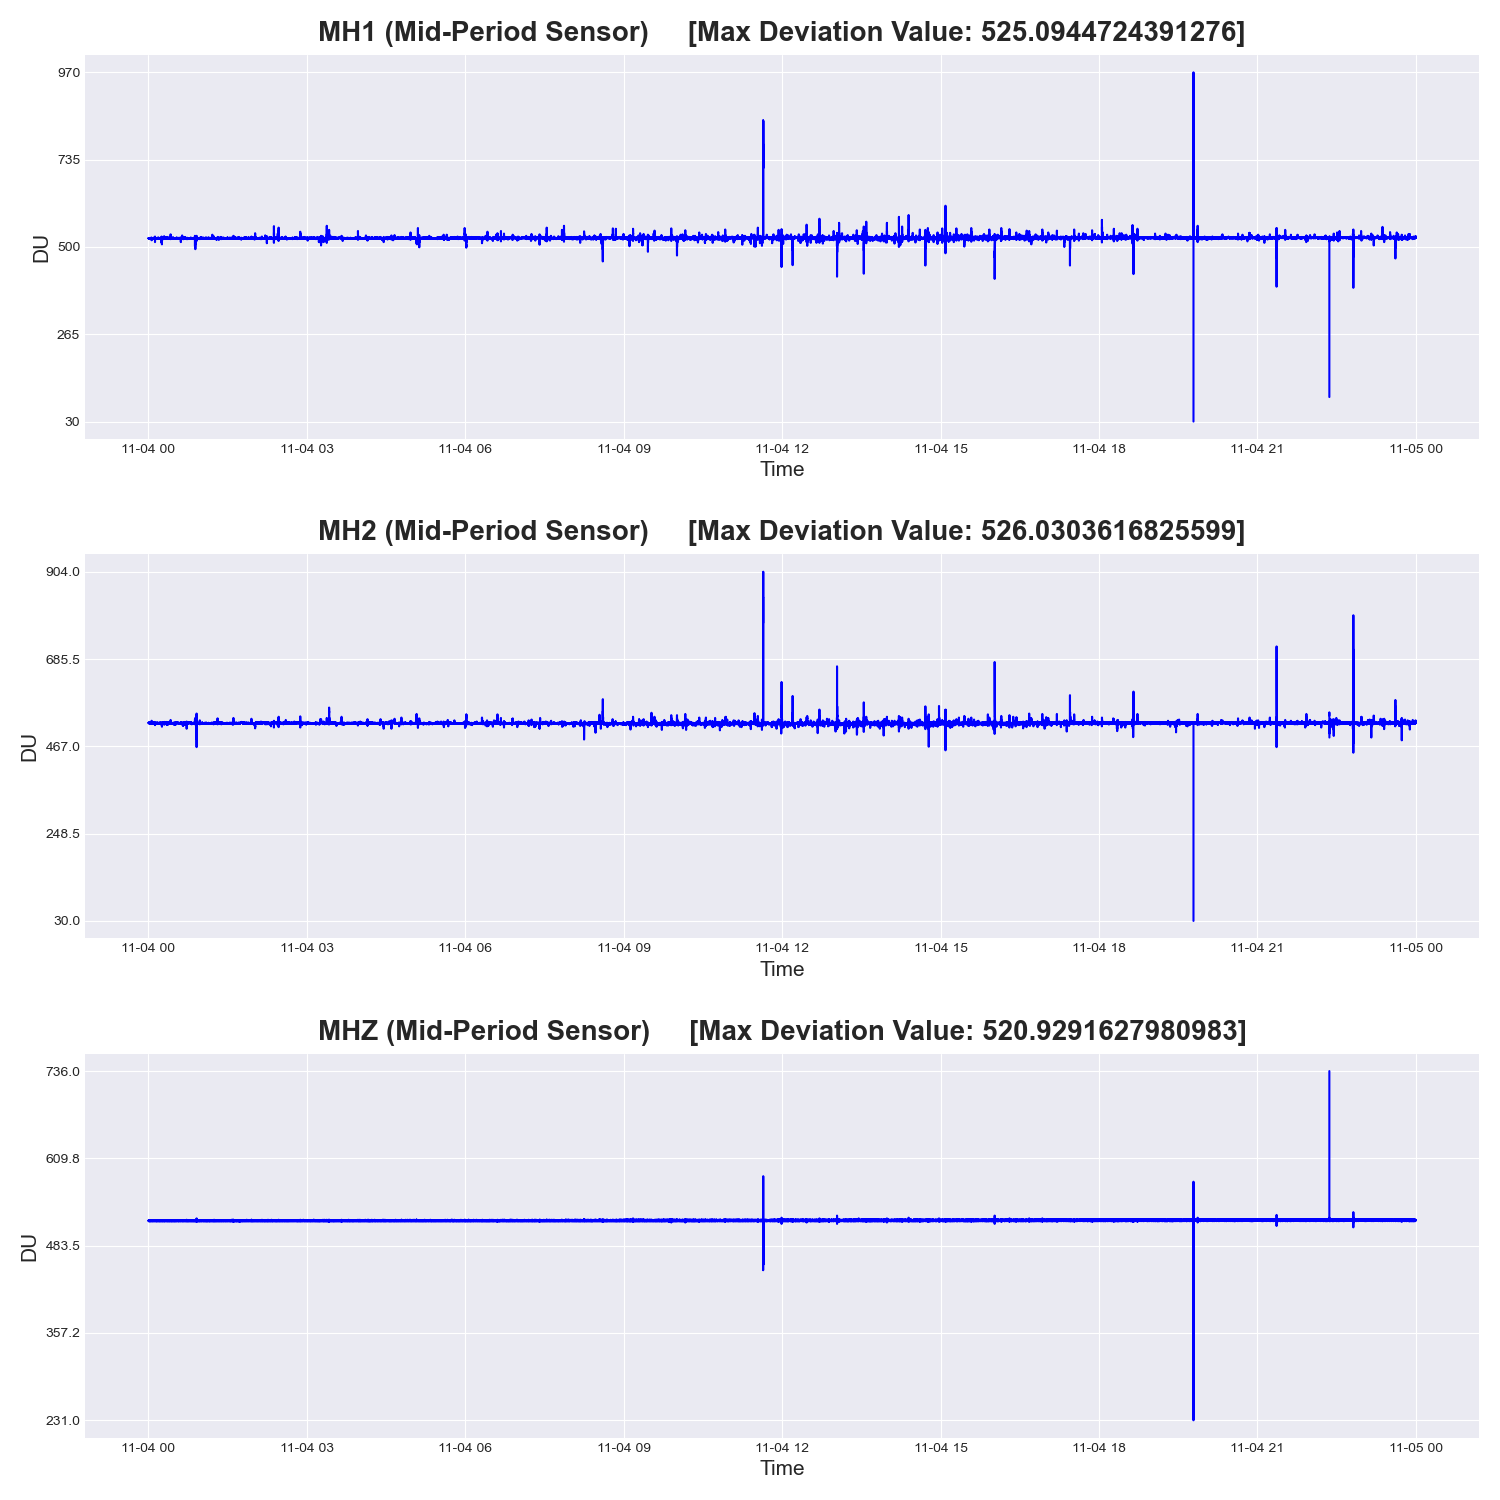 MH1 (Mid-Period Sensor) [Max Deviation Value: 525.0944724391276]
970
735
500
265
30
DU
11-04 00 11-04 03 11-04 06 11-04 09 11-04 12 11-04 15 11-04 18 11-04 21 11-05 00
Time
MH2 (Mid-Period Sensor) [Max Deviation Value: 526.0303616825599]
904.0
685.5
467.0
248.5
30.0
DU
11-04 00 11-04 03 11-04 06 11-04 09 11-04 12 11-04 15 11-04 18 11-04 21 11-05 00
Time
MHZ (Mid-Period Sensor) [Max Deviation Value: 520.9291627980983]
736.0
609.8
483.5
357.2
231.0
DU
11-04 00 11-04 03 11-04 06 11-04 09 11-04 12 11-04 15 11-04 18 11-04 21 11-05 00
Time